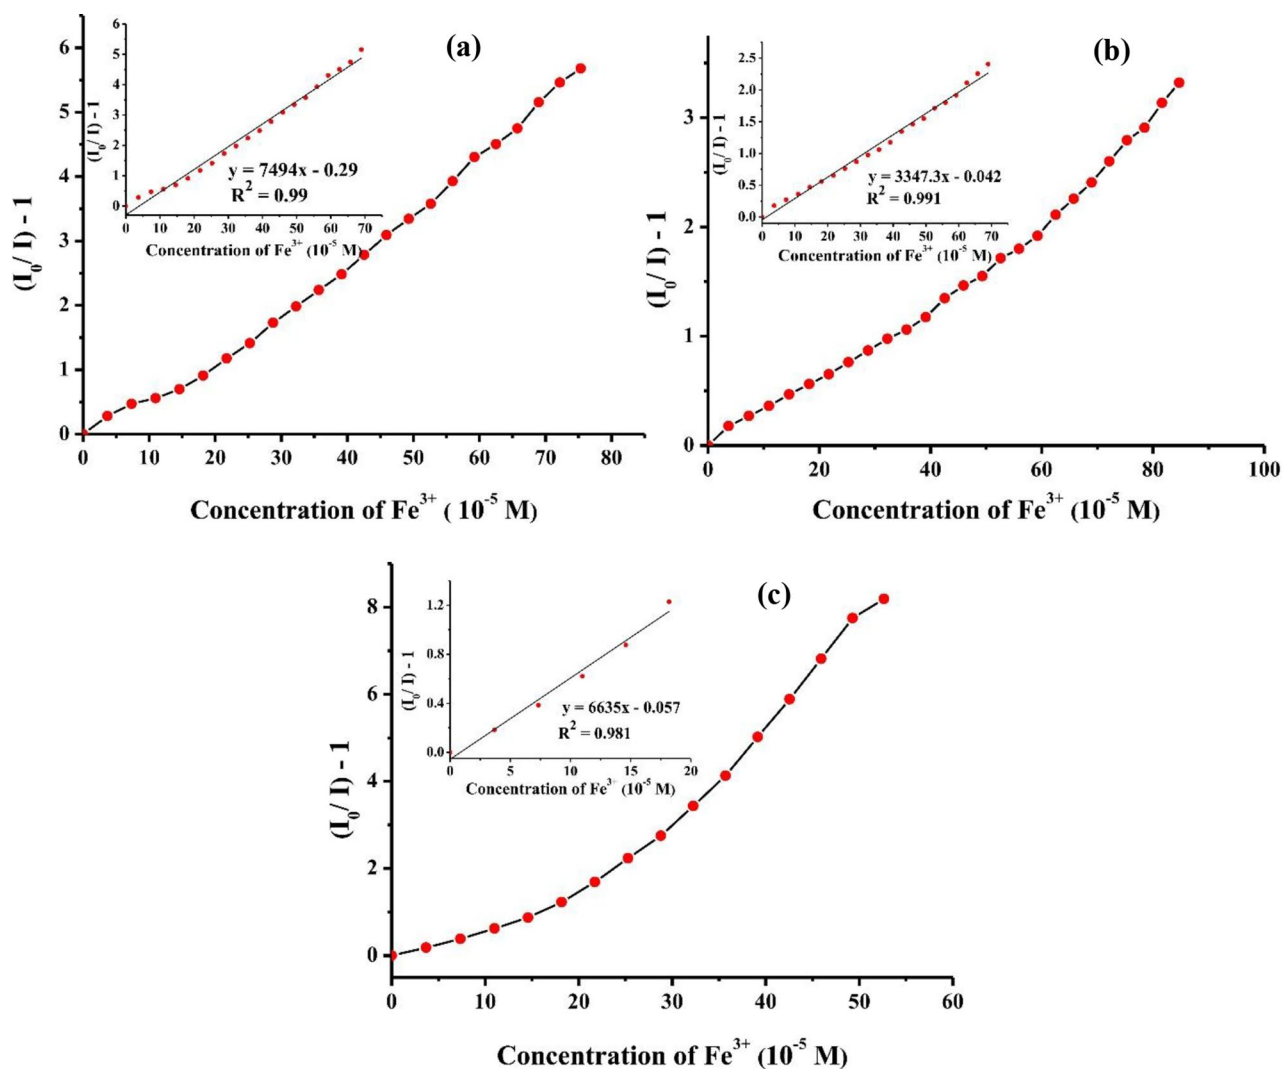 (a)
(I₀/ I) - 1
6
5
4
3
2
1
0
0 10 20 30 40 50 60 70 80
Concentration of Fe³⁺ ( 10⁻⁵ M)
(I₀/ I) - 1
6
5
4
3
2
1
0
y = 7494x - 0.29
R² = 0.99
0 10 20 30 40 50 60 70
Concentration of Fe³⁺ (10⁻⁵ M)
(b)
(I₀/ I) - 1
3
2
1
0
0 20 40 60 80 100
Concentration of Fe³⁺ (10⁻⁵ M)
(I₀/ I) - 1
2.5
2.0
1.5
1.0
0.5
0.0
y = 3347.3x - 0.042
R² = 0.991
0 10 20 30 40 50 60 70
Concentration of Fe³⁺ (10⁻⁵ M)
(c)
(I₀/ I) - 1
8
6
4
2
0
0 10 20 30 40 50 60
Concentration of Fe³⁺ (10⁻⁵ M)
(I₀/ I) - 1
1.2
0.8
0.4
0.0
y = 6635x - 0.057
R² = 0.981
0 5 10 15 20
Concentration of Fe³⁺ (10⁻⁵ M)